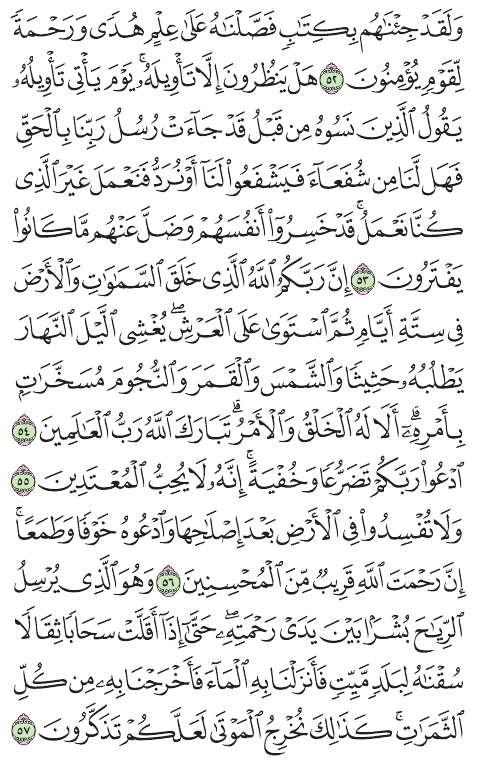 وَلَقَدْ جِئْنَٰهُم بِكِتَٰبٍ فَصَّلْنَٰهُ عَلَىٰ عِلْمٍ هُدًى وَرَحْمَةً
لِّقَوْمٍ يُؤْمِنُونَ ٥٢ هَلْ يَنظُرُونَ إِلَّا تَأْوِيلَهُۥ ۚ يَوْمَ يَأْتِى تَأْوِيلُهُۥ
يَقُولُ ٱلَّذِينَ نَسُوهُ مِن قَبْلُ قَدْ جَآءَتْ رُسُلُ رَبِّنَا بِٱلْحَقِّ
فَهَل لَّنَا مِن شُفَعَآءَ فَيَشْفَعُوا۟ لَنَآ أَوْ نُرَدُّ فَنَعْمَلَ غَيْرَ ٱلَّذِى
كُنَّا نَعْمَلُ ۚ قَدْ خَسِرُوٓا۟ أَنفُسَهُمْ وَضَلَّ عَنْهُم مَّا كَانُوا۟
يَفْتَرُونَ ٥٣ إِنَّ رَبَّكُمُ ٱللَّهُ ٱلَّذِى خَلَقَ ٱلسَّمَٰوَٰتِ وَٱلْأَرْضَ
فِى سِتَّةِ أَيَّامٍ ثُمَّ ٱسْتَوَىٰ عَلَى ٱلْعَرْشِ ۖ يُغْشِى ٱلَّيْلَ ٱلنَّهَارَ
يَطْلُبُهُۥ حَثِيثًا وَٱلشَّمْسَ وَٱلْقَمَرَ وَٱلنُّجُومَ مُسَخَّرَٰتٍۭ
بِأَمْرِهِۦٓ ۗ أَلَا لَهُ ٱلْخَلْقُ وَٱلْأَمْرُ ۗ تَبَارَكَ ٱللَّهُ رَبُّ ٱلْعَٰلَمِينَ ٥٤
ٱدْعُوا۟ رَبَّكُمْ تَضَرُّعًا وَخُفْيَةً ۚ إِنَّهُۥ لَا يُحِبُّ ٱلْمُعْتَدِينَ ٥٥
وَلَا تُفْسِدُوا۟ فِى ٱلْأَرْضِ بَعْدَ إِصْلَٰحِهَا وَٱدْعُوهُ خَوْفًا وَطَمَعًا ۚ
إِنَّ رَحْمَتَ ٱللَّهِ قَرِيبٌ مِّنَ ٱلْمُحْسِنِينَ ٥٦ وَهُوَ ٱلَّذِى يُرْسِلُ
ٱلرِّيَٰحَ بُشْرًۢا بَيْنَ يَدَىْ رَحْمَتِهِۦ ۖ حَتَّىٰٓ إِذَآ أَقَلَّتْ سَحَابًا ثِقَالًا
سُقْنَٰهُ لِبَلَدٍ مَّيِّتٍ فَأَنزَلْنَا بِهِ ٱلْمَآءَ فَأَخْرَجْنَا بِهِۦ مِن كُلِّ
ٱلثَّمَرَٰتِ ۚ كَذَٰلِكَ نُخْرِجُ ٱلْمَوْتَىٰ لَعَلَّكُمْ تَذَكَّرُونَ ٥٧